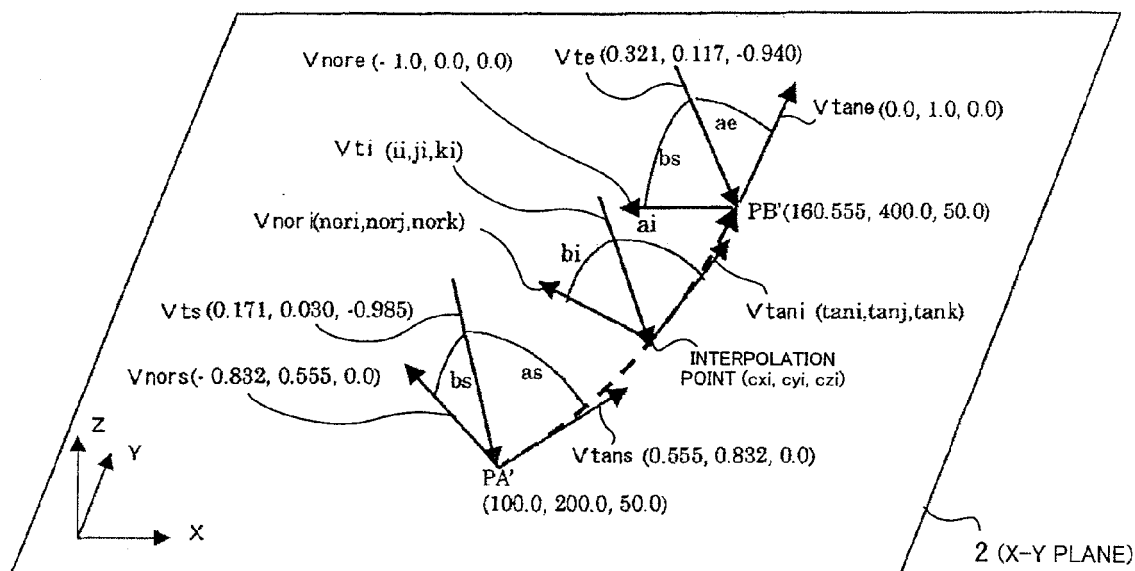 Vnore (- 1.0, 0.0, 0.0)
Vte (0.321, 0.117, -0.940)
Vtane (0.0, 1.0, 0.0)
ae
bs
Vti (ii,ji,ki)
PB' (160.555, 400.0, 50.0)
ai
Vnori(nori,norj,nork)
bi
Vtani (tani,tanj,tank)
Vts (0.171, 0.030, -0.985)
INTERPOLATION
POINT (cxi, cyi, czi)
Vnors(- 0.832, 0.555, 0.0)
bs
as
Z
Y
X
Vtans (0.555, 0.832, 0.0)
PA'
(100.0, 200.0, 50.0)
2 (X-Y PLANE)